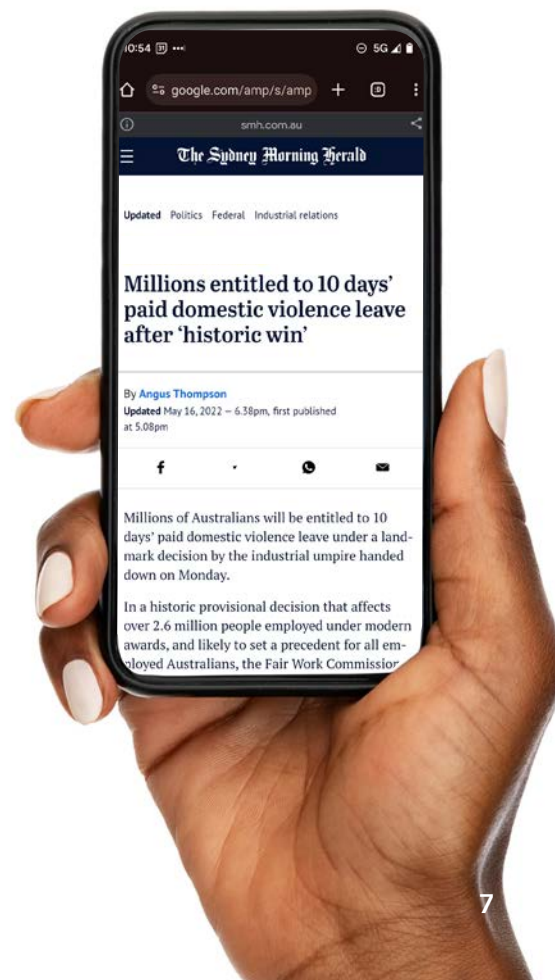 10:54 31
5G
google.com/amp/s/amp
smh.com.au
The Sydney Morning Herald
Updated Politics Federal Industrial relations
Millions entitled to 10 days’
paid domestic violence leave
after ‘historic win’
By Angus Thompson
Updated May 16, 2022 — 6.38pm, first published
at 5.08pm
Millions of Australians will be entitled to 10
days’ paid domestic violence leave under a land-
mark decision by the industrial umpire handed
down on Monday.
In a historic provisional decision that affects
over 2.6 million people employed under modern
awards, and likely to set a precedent for all em-
ployed Australians, the Fair Work Commission
7